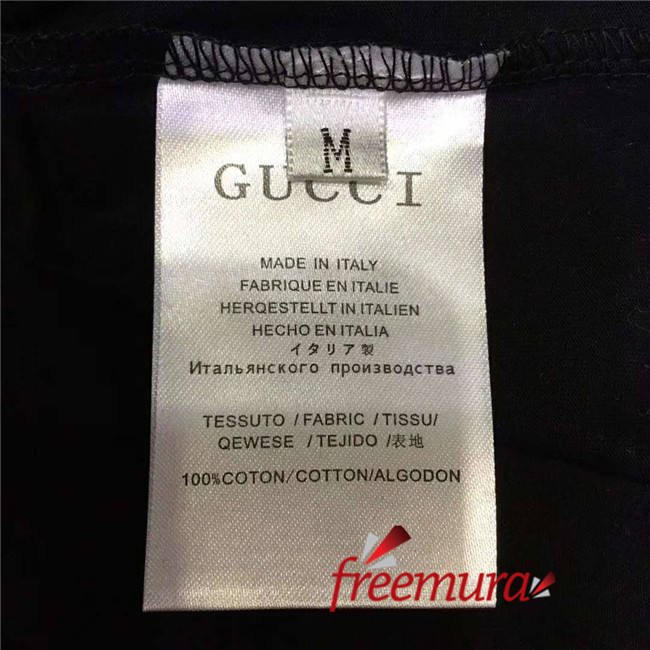 M
GUCCI
MADE IN ITALY
FABRIQUE EN ITALIE
HERQESTELLT IN ITALIEN
HECHO EN ITALIA
イタリア製
Итальянского производства
TESSUTO /FABRIC /TISSU/
QEWESE /TEJIDO /表地
100%COTON/COTTON/ALGODON
freemura